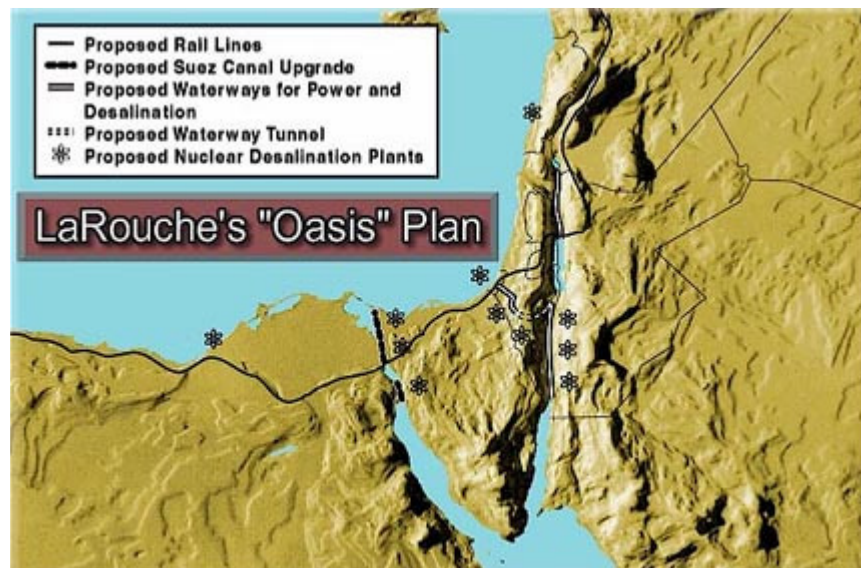 Proposed Rail Lines
Proposed Suez Canal Upgrade
Proposed Waterways for Power and
Desalination
Proposed Waterway Tunnel
Proposed Nuclear Desalination Plants
LaRouche's "Oasis" Plan